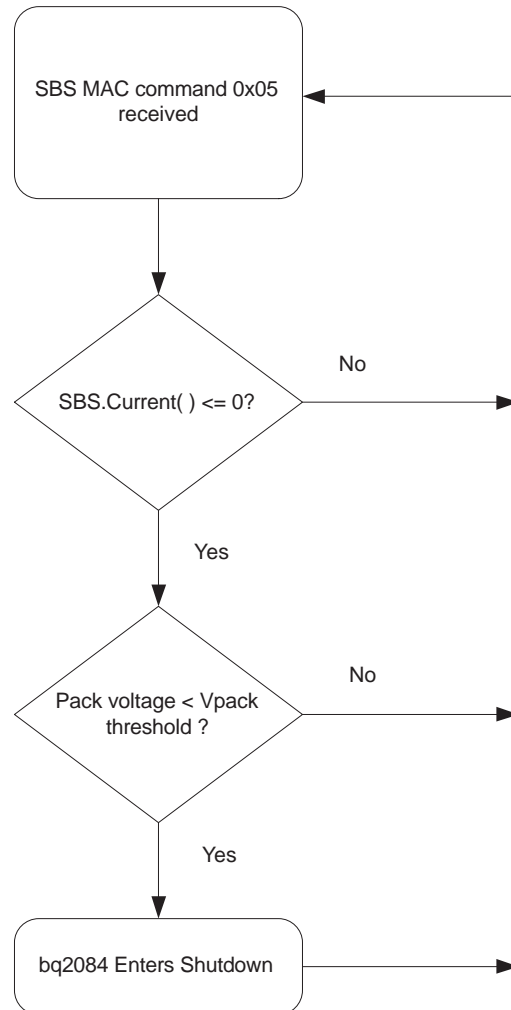 SBS MAC command 0x05
received
SBS.Current( ) <= 0?
No
Yes
Pack voltage < Vpack
threshold ?
No
Yes
bq2084 Enters Shutdown